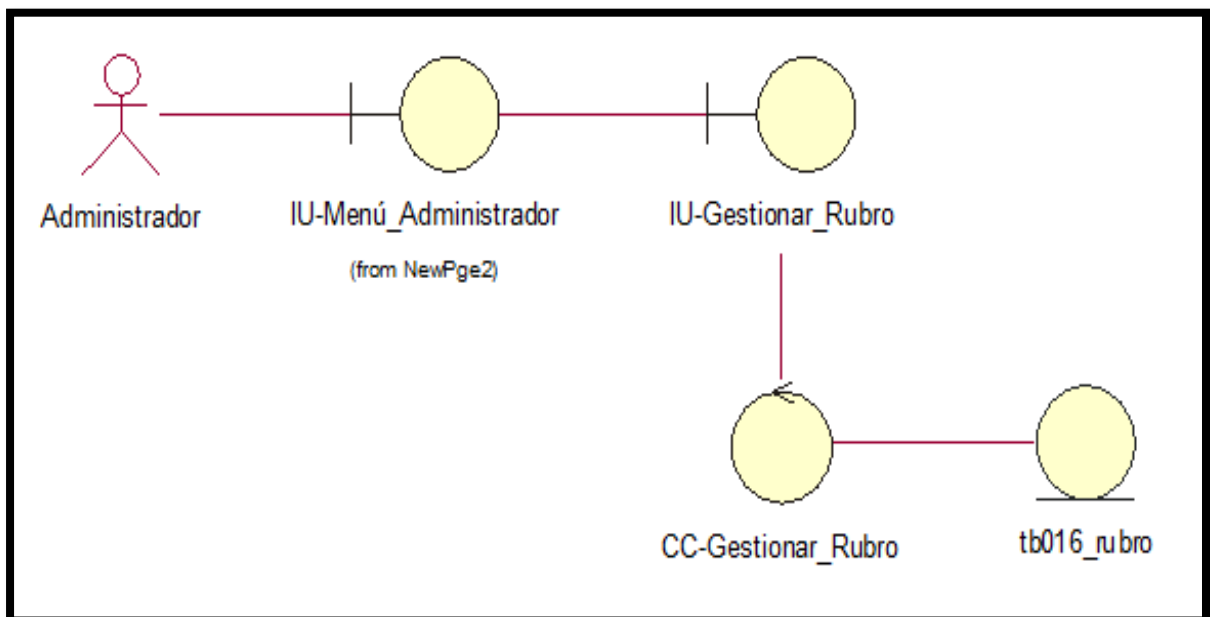 Administrador
IU-Menú_Administrador
(from NewPge2)
IU-Gestionar_Rubro
CC-Gestionar_Rubro
tb016_rubro